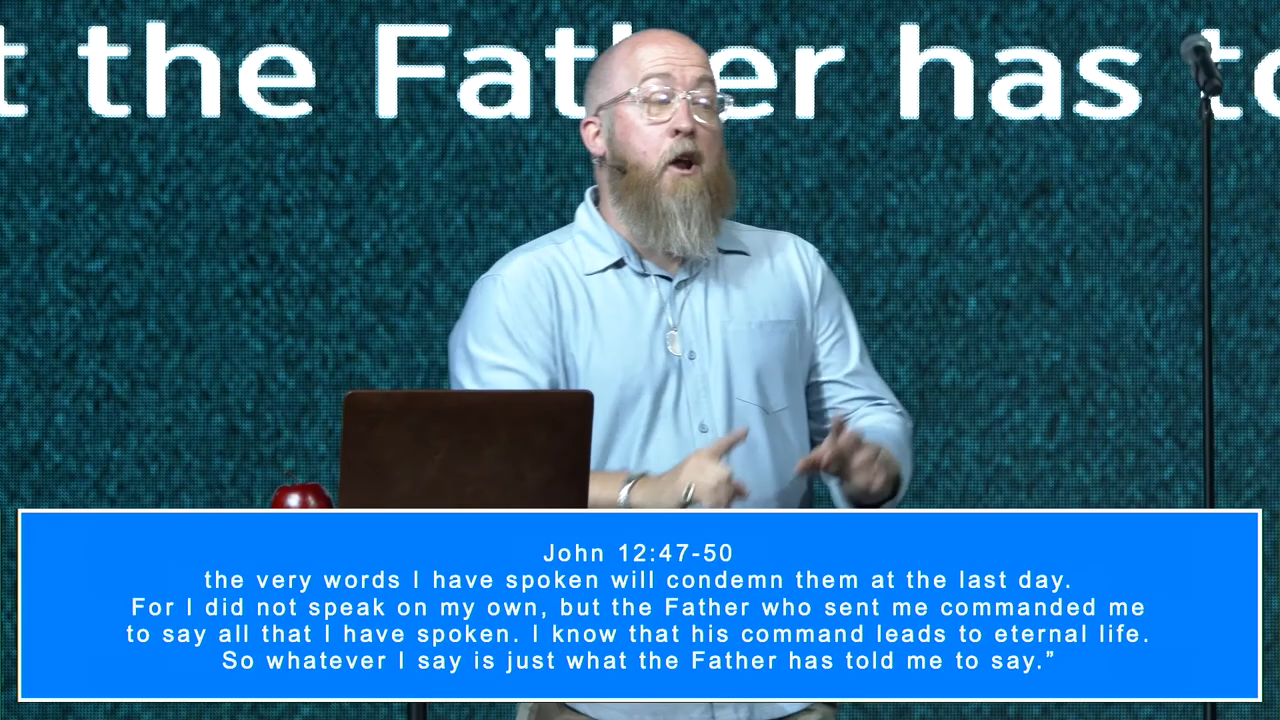 t the Father has to
John 12:47-50
the very words I have spoken will condemn them at the last day.
For I did not speak on my own, but the Father who sent me commanded me
to say all that I have spoken. I know that his command leads to eternal life.
So whatever I say is just what the Father has told me to say.”